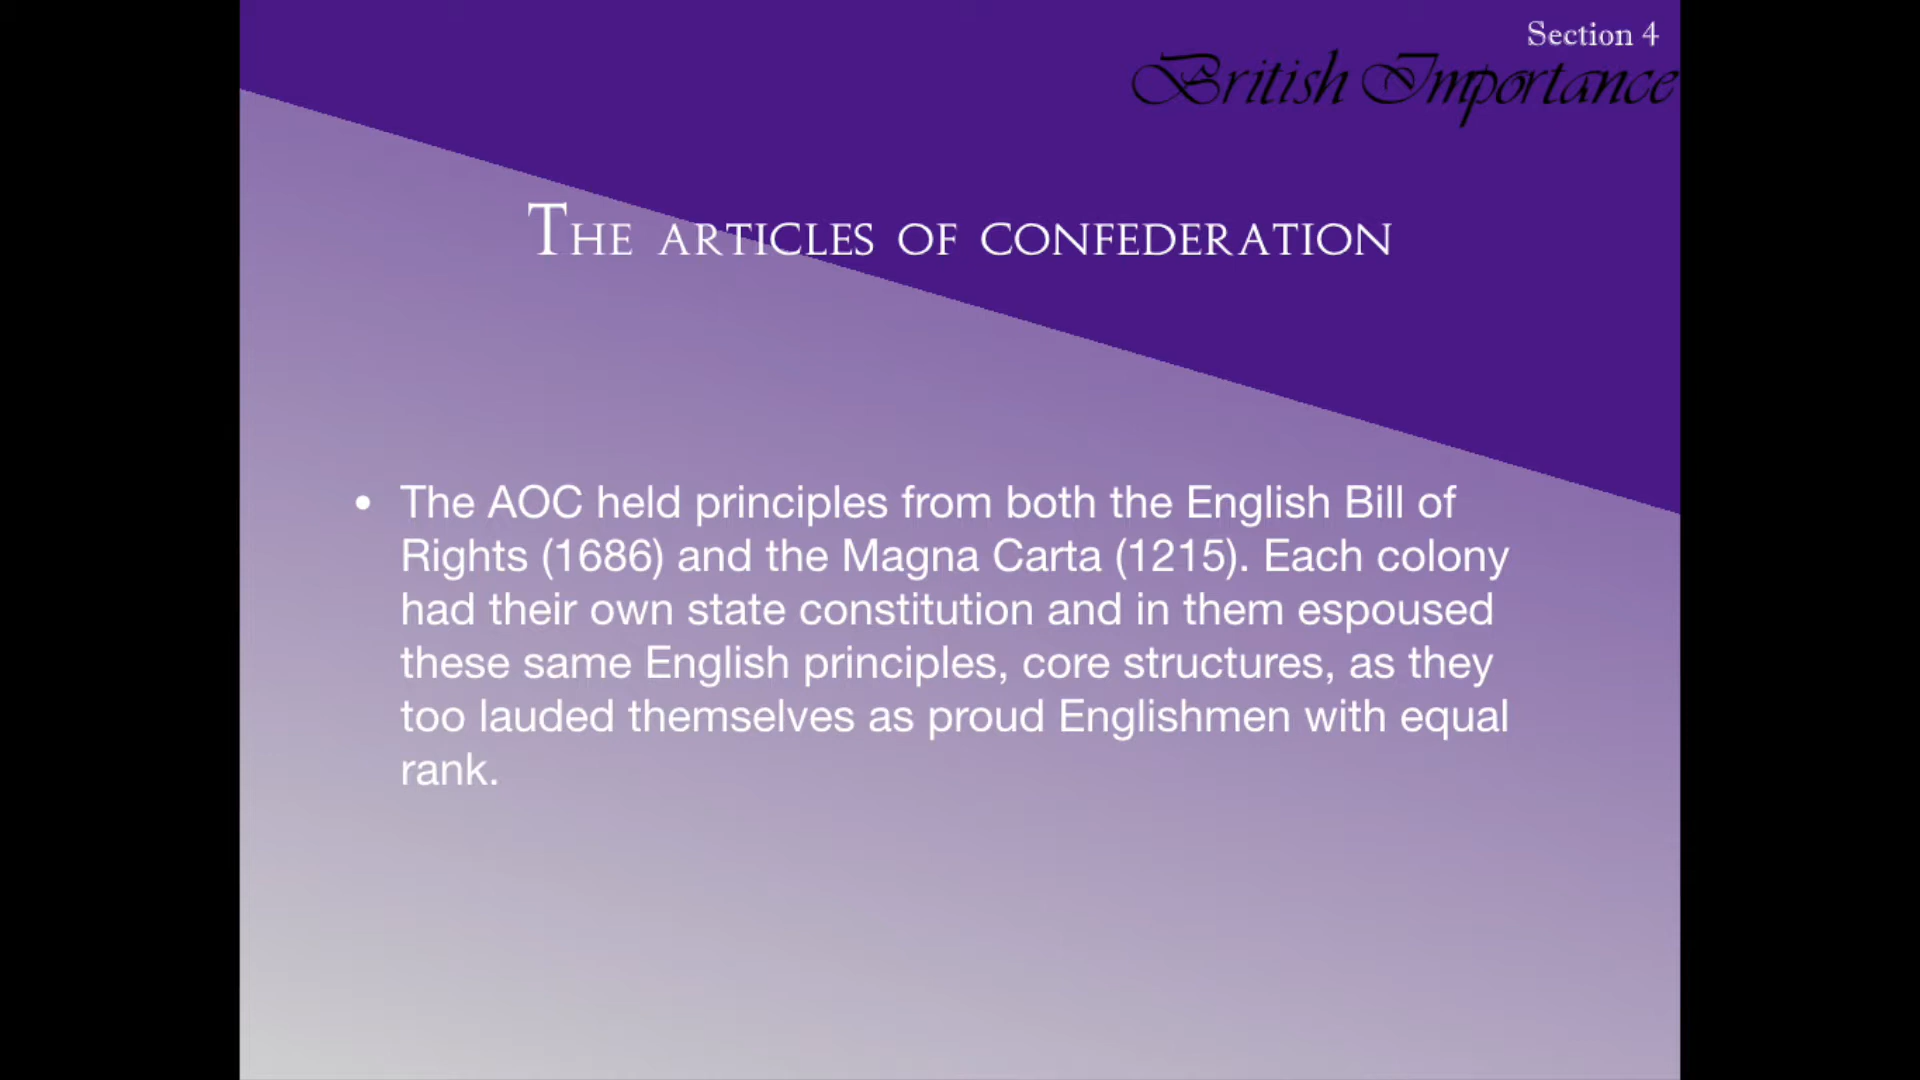 Section 4
British Importance
The articles of confederation
• The AOC held principles from both the English Bill of
Rights (1686) and the Magna Carta (1215). Each colony
had their own state constitution and in them espoused
these same English principles, core structures, as they
too lauded themselves as proud Englishmen with equal
rank.